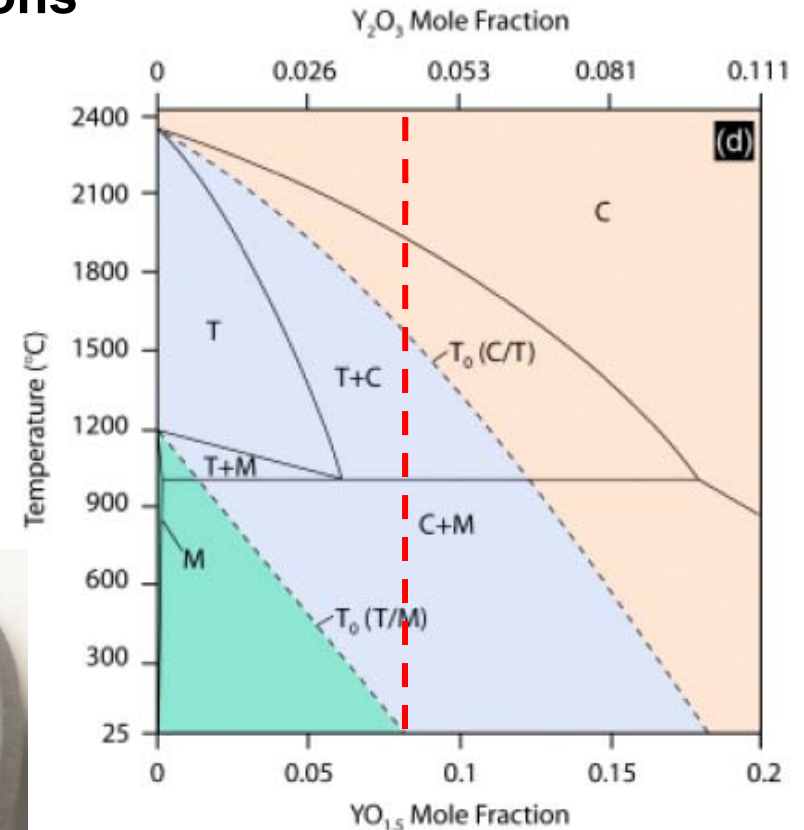 Y₂O₃ Mole Fraction
0 0.026 0.053 0.081 0.111
2400
(d)
2100
C
1800
T
1500
T₀ (C/T)
T+C
1200
T+M
900
C+M
M
600
T₀ (T/M)
300
25
0 0.05 0.1 0.15 0.2
YO₁.₅ Mole Fraction
Temperature (°C)